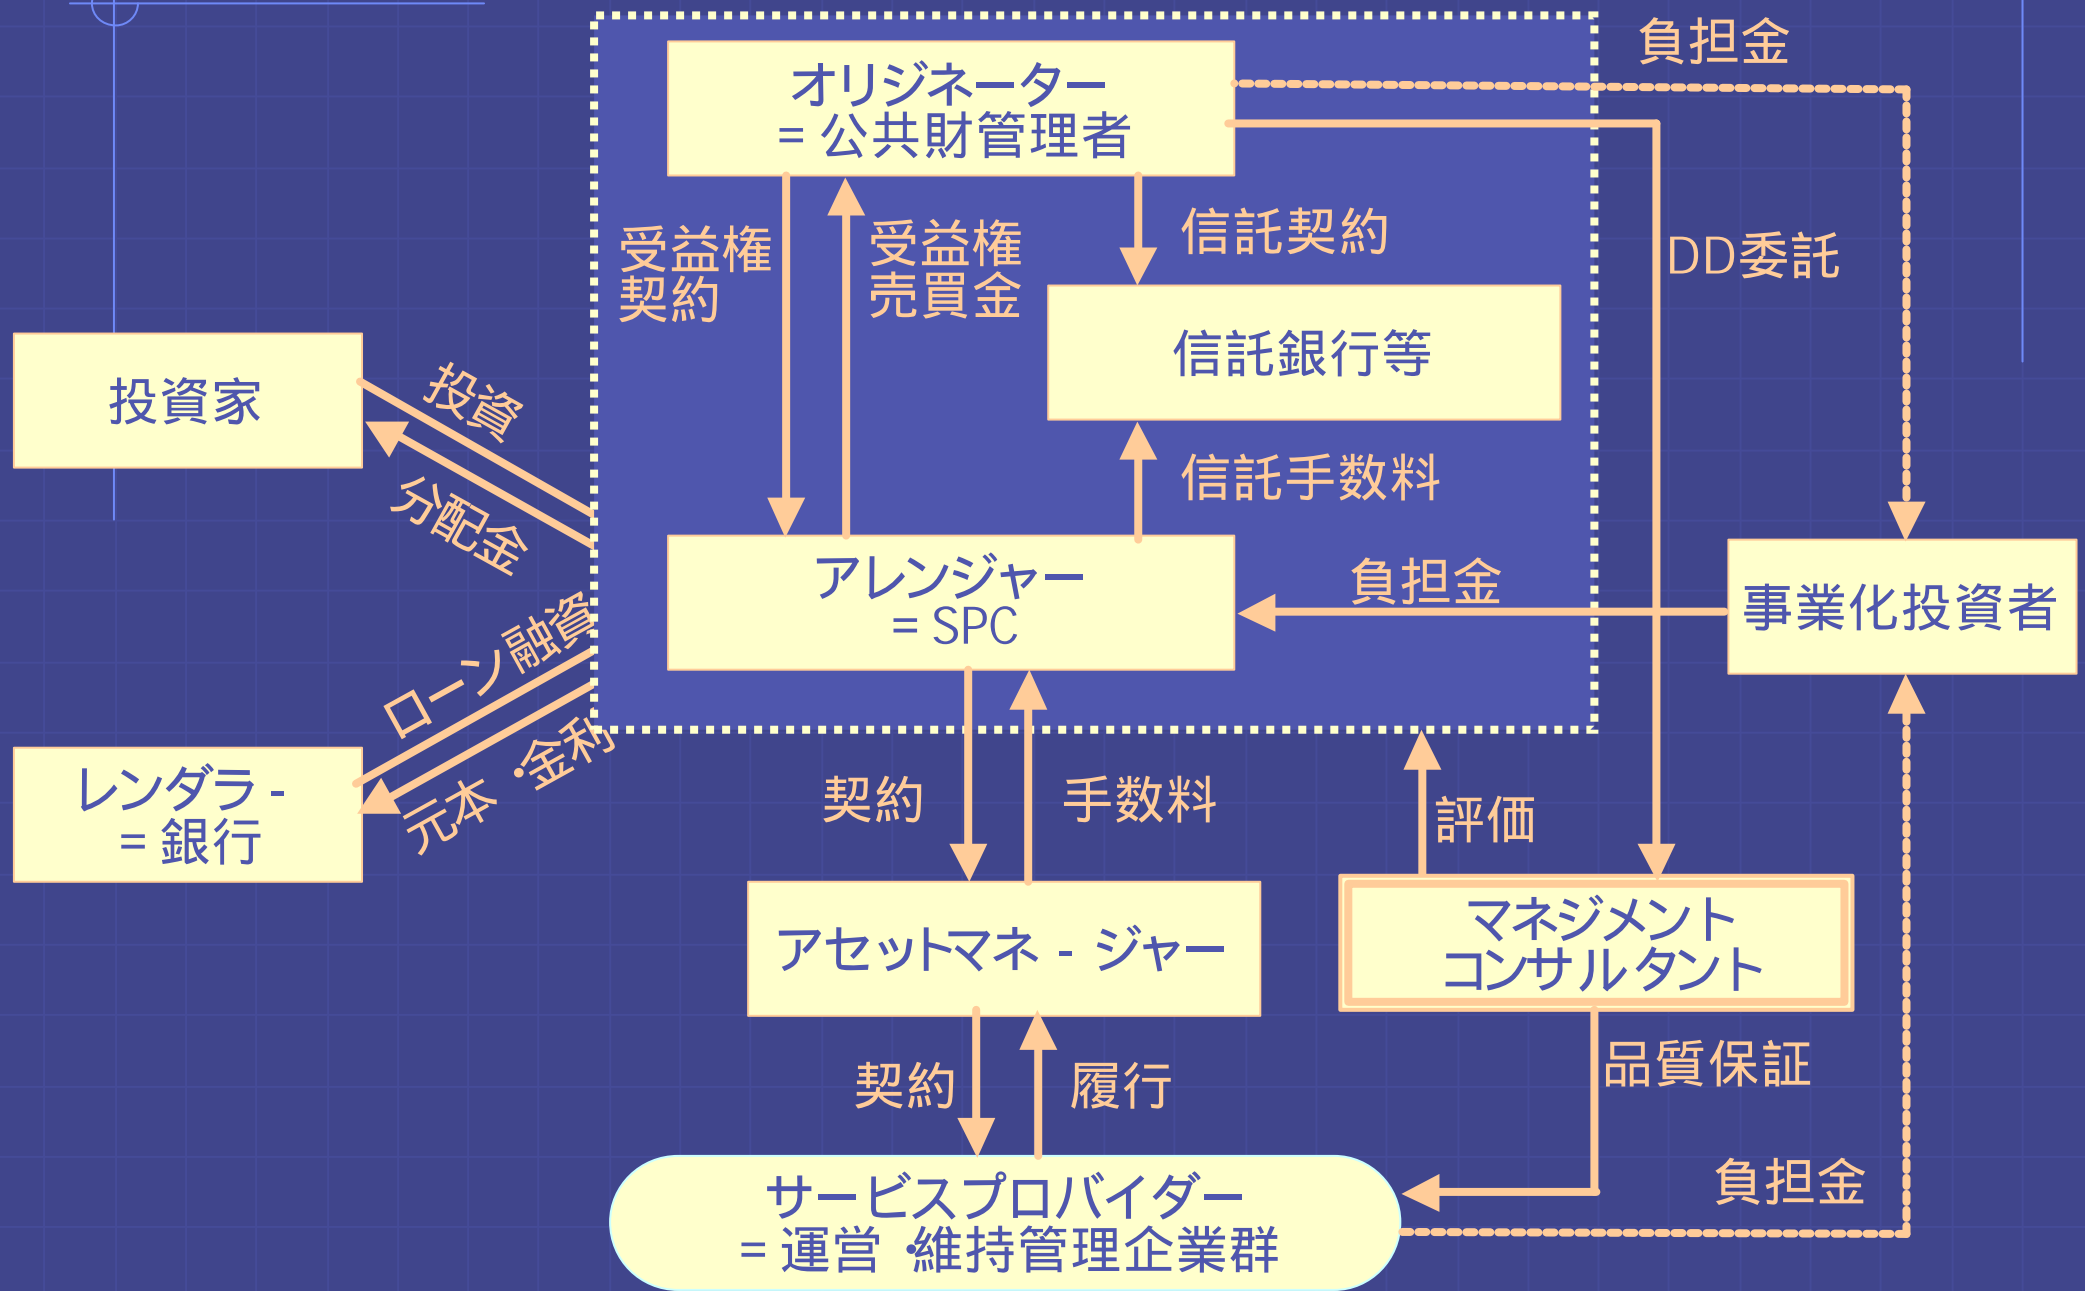 負担金
オリジネーター
= 公共財管理者
受益権
契約
受益権
売買金
信託契約
DD委託
信託銀行等
投資家
投資
分配金
信託手数料
アレンジャー
= SPC
負担金
事業化投資者
ローン融資
元本・金利
レンダラ-
= 銀行
契約
手数料
評価
アセットマネ-ジャー
マネジメント
コンサルタント
契約
履行
品質保証
負担金
サービスプロバイダー
= 運営・維持管理企業群